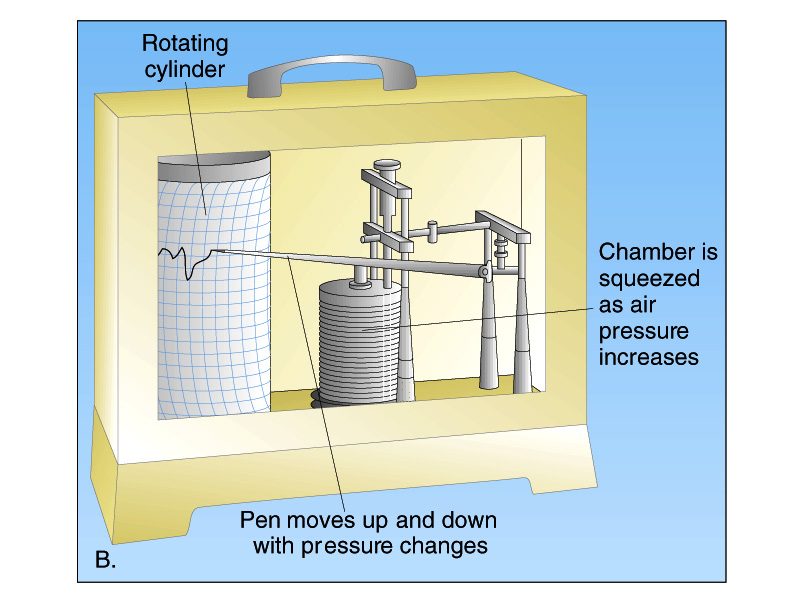 Rotating
cylinder
Chamber is
squeezed
as air
pressure
increases
Pen moves up and down
with pressure changes
B.